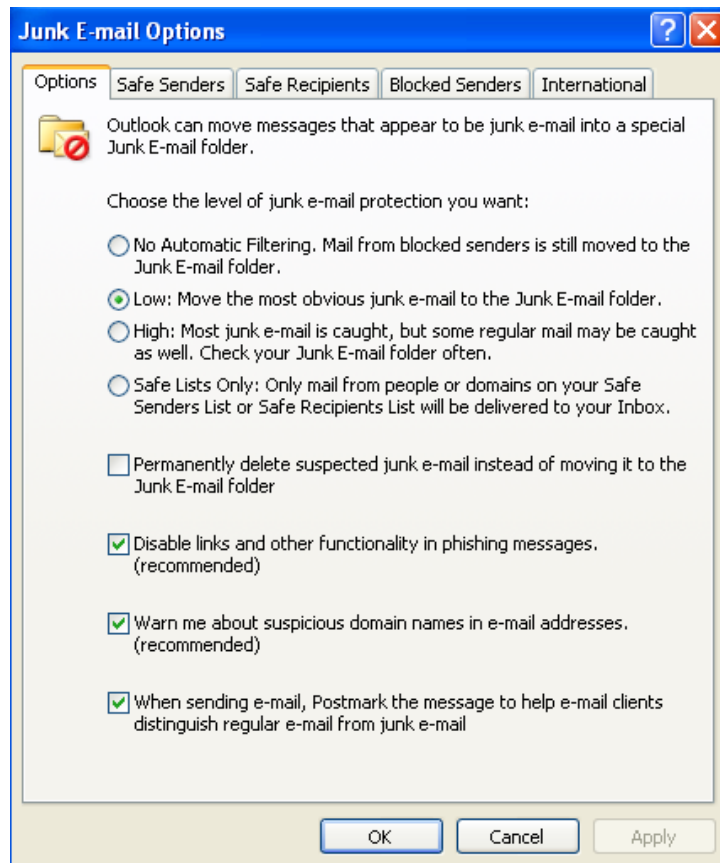 Junk E-mail Options
Options
Safe Senders
Safe Recipients
Blocked Senders
International
Outlook can move messages that appear to be junk e-mail into a special
Junk E-mail folder.
Choose the level of junk e-mail protection you want:
No Automatic Filtering. Mail from blocked senders is still moved to the
Junk E-mail folder.
Low: Move the most obvious junk e-mail to the Junk E-mail folder.
High: Most junk e-mail is caught, but some regular mail may be caught
as well. Check your Junk E-mail folder often.
Safe Lists Only: Only mail from people or domains on your Safe
Senders List or Safe Recipients List will be delivered to your Inbox.
Permanently delete suspected junk e-mail instead of moving it to the
Junk E-mail folder
Disable links and other functionality in phishing messages.
(recommended)
Warn me about suspicious domain names in e-mail addresses.
(recommended)
When sending e-mail, Postmark the message to help e-mail clients
distinguish regular e-mail from junk e-mail
OK
Cancel
Apply